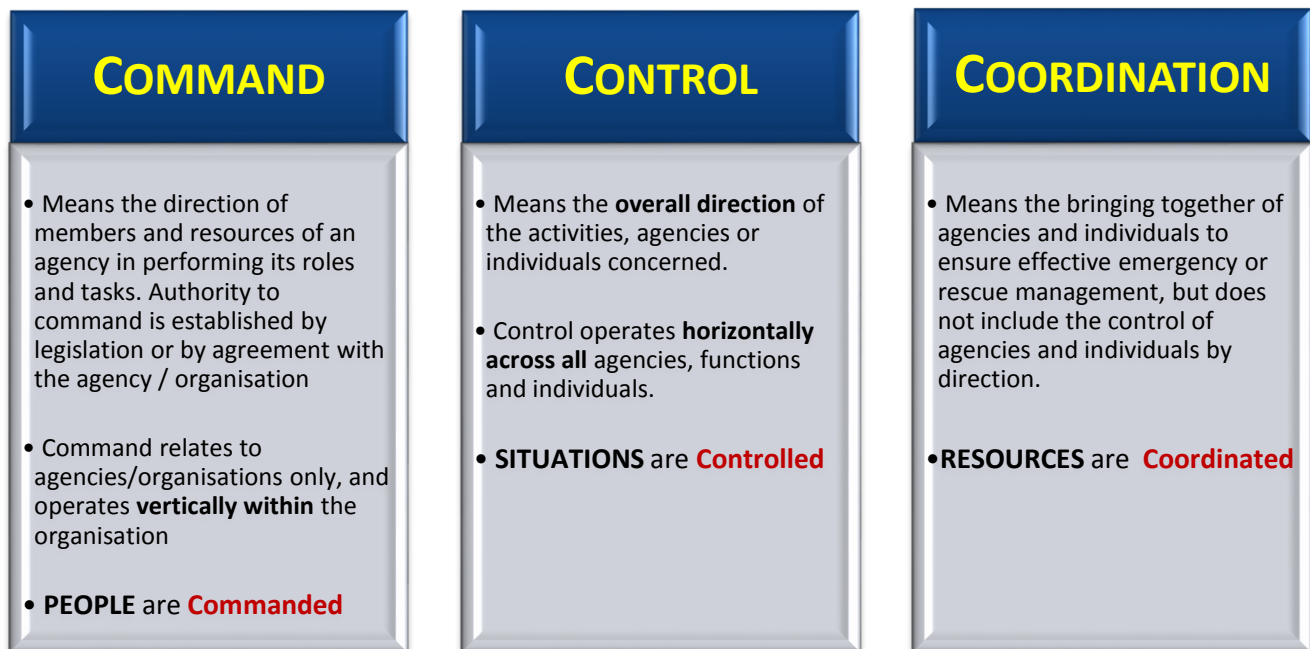 COMMAND
• Means the direction of
members and resources of an
agency in performing its roles
and tasks. Authority to
command is established by
legislation or by agreement with
the agency / organisation
• Command relates to
agencies/organisations only, and
operates vertically within the
organisation
• PEOPLE are Commanded
CONTROL
• Means the overall direction of
the activities, agencies or
individuals concerned.
• Control operates horizontally
across all agencies, functions
and individuals.
• SITUATIONS are Controlled
COORDINATION
• Means the bringing together of
agencies and individuals to
ensure effective emergency or
rescue management, but does
not include the control of
agencies and individuals by
direction.
•RESOURCES are Coordinated